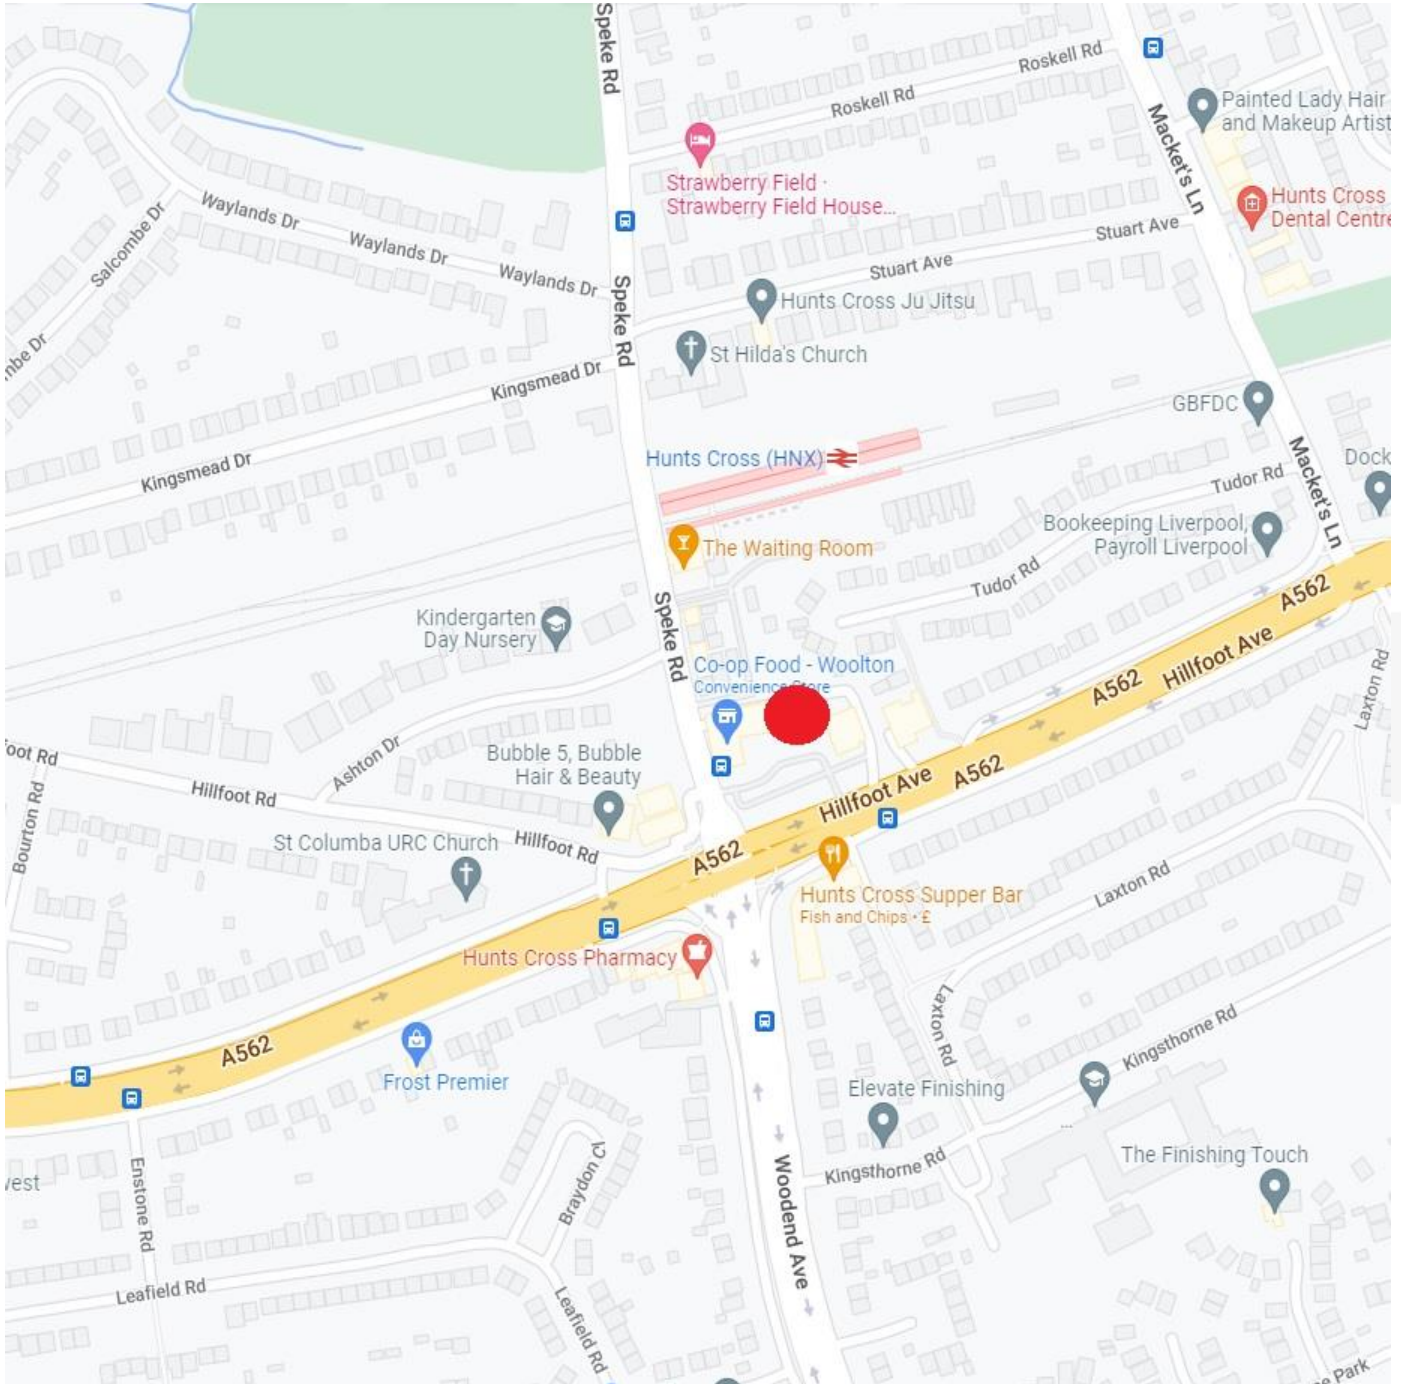 Speke Rd
Roskell Rd
Roskell Rd
Macket's Ln
Painted Lady Hair
and Makeup Artist
Strawberry Field ·
Strawberry Field House...
Hunts Cross
Dental Centre
Salcombe Dr
Waylands Dr
Waylands Dr
Waylands Dr
Stuart Ave
Stuart Ave
Speke Rd
Hunts Cross Ju Jitsu
St Hilda's Church
mbe Dr
Kingsmead Dr
Kingsmead Dr
GBFDC
Hunts Cross (HNX)
Macket's Ln
Dock
Tudor Rd
Bookeeping Liverpool,
Payroll Liverpool
The Waiting Room
Tudor Rd
A562
Kindergarten
Day Nursery
Speke Rd
Hillfoot Ave
A562
Laxton Rd
Co-op Food - Woolton
Convenience Store
foot Rd
Ashton Dr
Bubble 5, Bubble
Hair & Beauty
Hillfoot Rd
Bourton Rd
Hillfoot Ave
A562
St Columba URC Church
Hillfoot Rd
A562
Hunts Cross Supper Bar
Fish and Chips · £
Laxton Rd
Hunts Cross Pharmacy
Laxton Rd
Kingsthorne Rd
A562
Frost Premier
Elevate Finishing
...
The Finishing Touch
Kingsthorne Rd
vest
Enstone Rd
Braydon Cl
Woodend Ave
Leafield Rd
Leafield Rd
Park